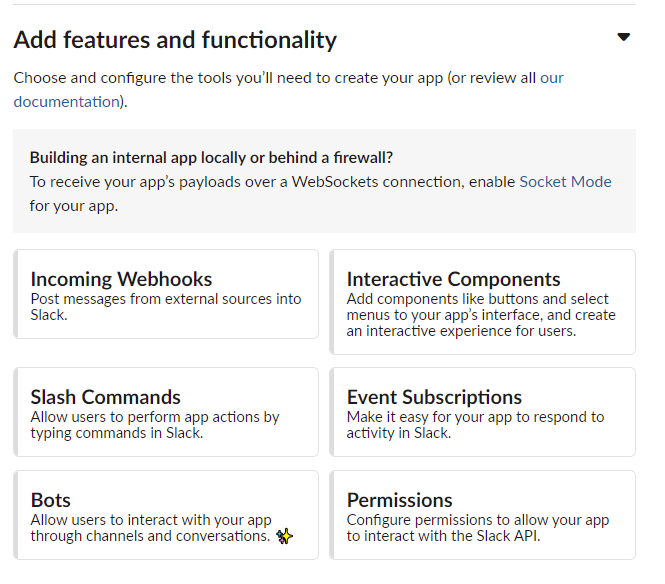 Add features and functionality
Choose and configure the tools you’ll need to create your app (or review all our
documentation).
Building an internal app locally or behind a firewall?
To receive your app’s payloads over a WebSockets connection, enable Socket Mode
for your app.
Incoming Webhooks
Post messages from external sources into
Slack.
Interactive Components
Add components like buttons and select
menus to your app’s interface, and create
an interactive experience for users.
Slash Commands
Allow users to perform app actions by
typing commands in Slack.
Event Subscriptions
Make it easy for your app to respond to
activity in Slack.
Bots
Allow users to interact with your app
through channels and conversations.
Permissions
Configure permissions to allow your app
to interact with the Slack API.